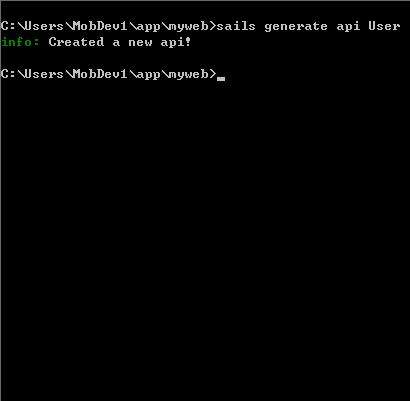 C:\Users\MobDev1\app\myweb>sails generate api User
info: Created a new api!
C:\Users\MobDev1\app\myweb>